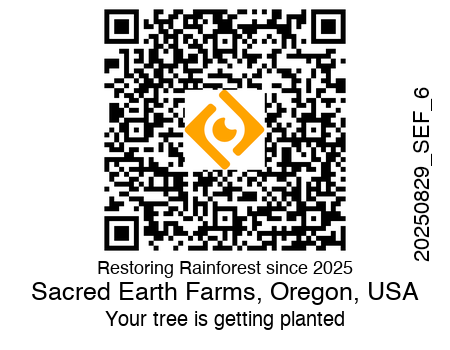 Restoring Rainforest since 2025
Sacred Earth Farms, Oregon, USA
Your tree is getting planted
20250829_SEF_6